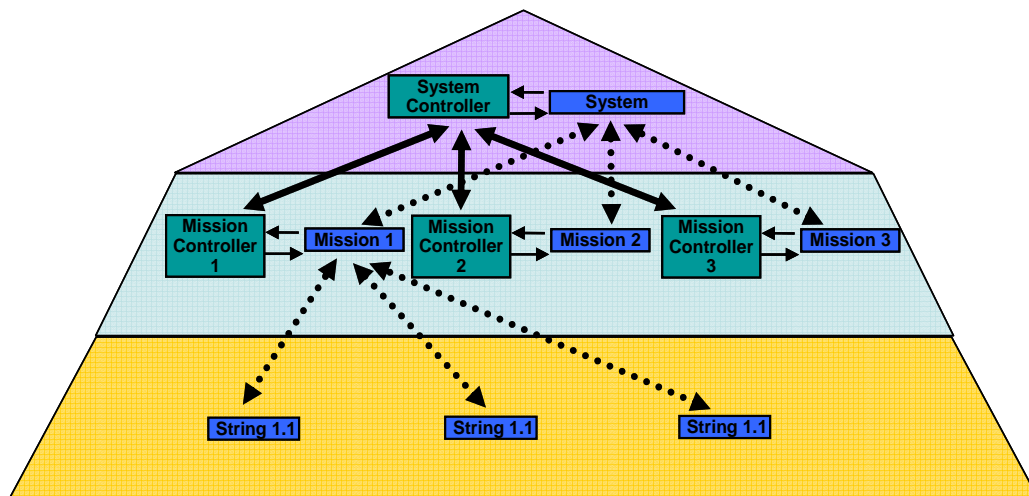 System
Controller
System
Mission
Controller
1
Mission 1
Mission
Controller
2
Mission 2
Mission
Controller
3
Mission 3
String 1.1
String 1.1
String 1.1